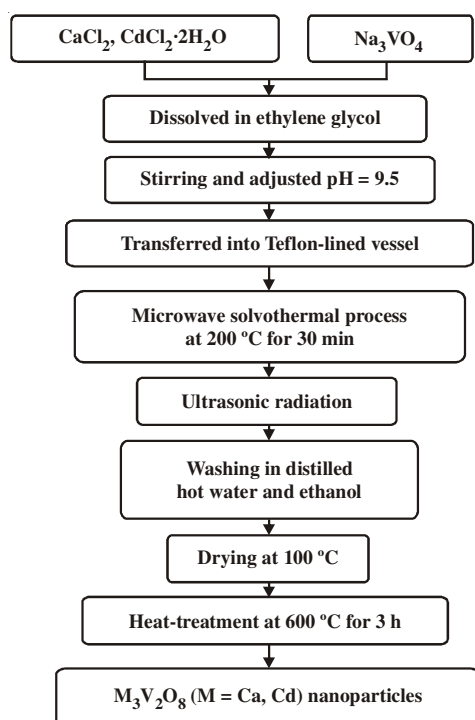 CaCl₂, CdCl₂·2H₂O
Na₃VO₄
Dissolved in ethylene glycol
Stirring and adjusted pH = 9.5
Transferred into Teflon-lined vessel
Microwave solvothermal process
at 200 ºC for 30 min
Ultrasonic radiation
Washing in distilled
hot water and ethanol
Drying at 100 ºC
Heat-treatment at 600 ºC for 3 h
M₃V₂O₈ (M = Ca, Cd) nanoparticles